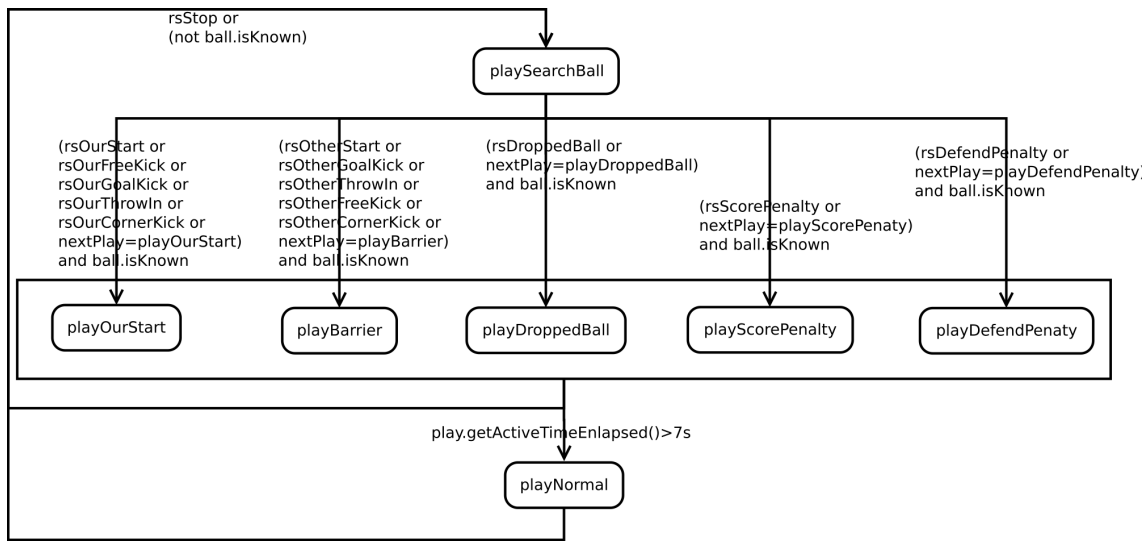 rsStop or
(not ball.isKnown)
playSearchBall
(rsOurStart or
rsOurFreeKick or
rsOurGoalKick or
rsOurThrowIn or
rsOurCornerKick or
nextPlay=playOurStart)
and ball.isKnown
(rsOtherStart or
rsOtherGoalKick or
rsOtherThrowIn or
rsOtherFreeKick or
rsOtherCornerKick or
nextPlay=playBarrier)
and ball.isKnown
(rsDroppedBall or
nextPlay=playDroppedBall)
and ball.isKnown
(rsScorePenalty or
nextPlay=playScorePenaty)
and ball.isKnown
(rsDefendPenalty or
nextPlay=playDefendPenalty)
and ball.isKnown
playOurStart
playBarrier
playDroppedBall
playScorePenalty
playDefendPenaty
play.getActiveTimeEnlapsed()>7s
playNormal